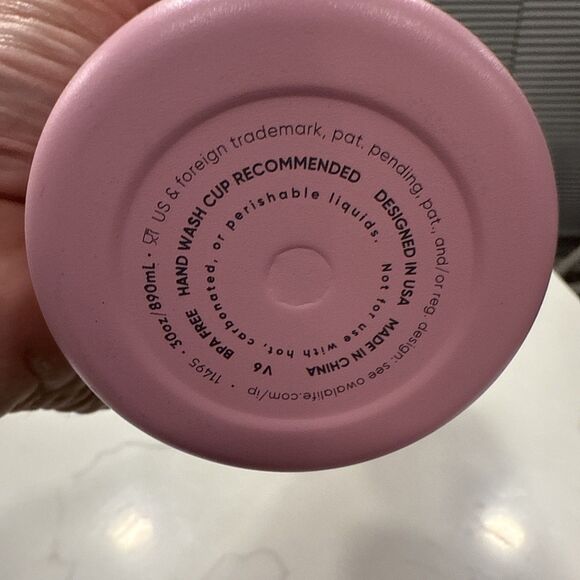 US & foreign trademark, pat. pending, pat., and/or reg. design: see owalalife.com/ip • 11495 • 30oz/890mL •
HAND WASH CUP RECOMMENDED DESIGNED IN USA MADE IN CHINA V6 BPA FREE
Not for use with hot, carbonated, or perishable liquids.